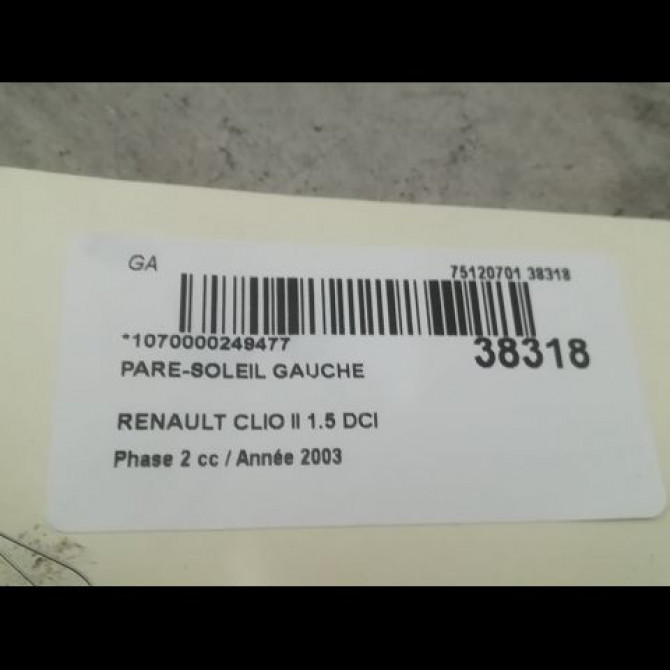 GA
75120701 38318
*1070000249477
38318
PARE-SOLEIL GAUCHE
RENAULT CLIO II 1.5 DCI
Phase 2 cc / Année 2003